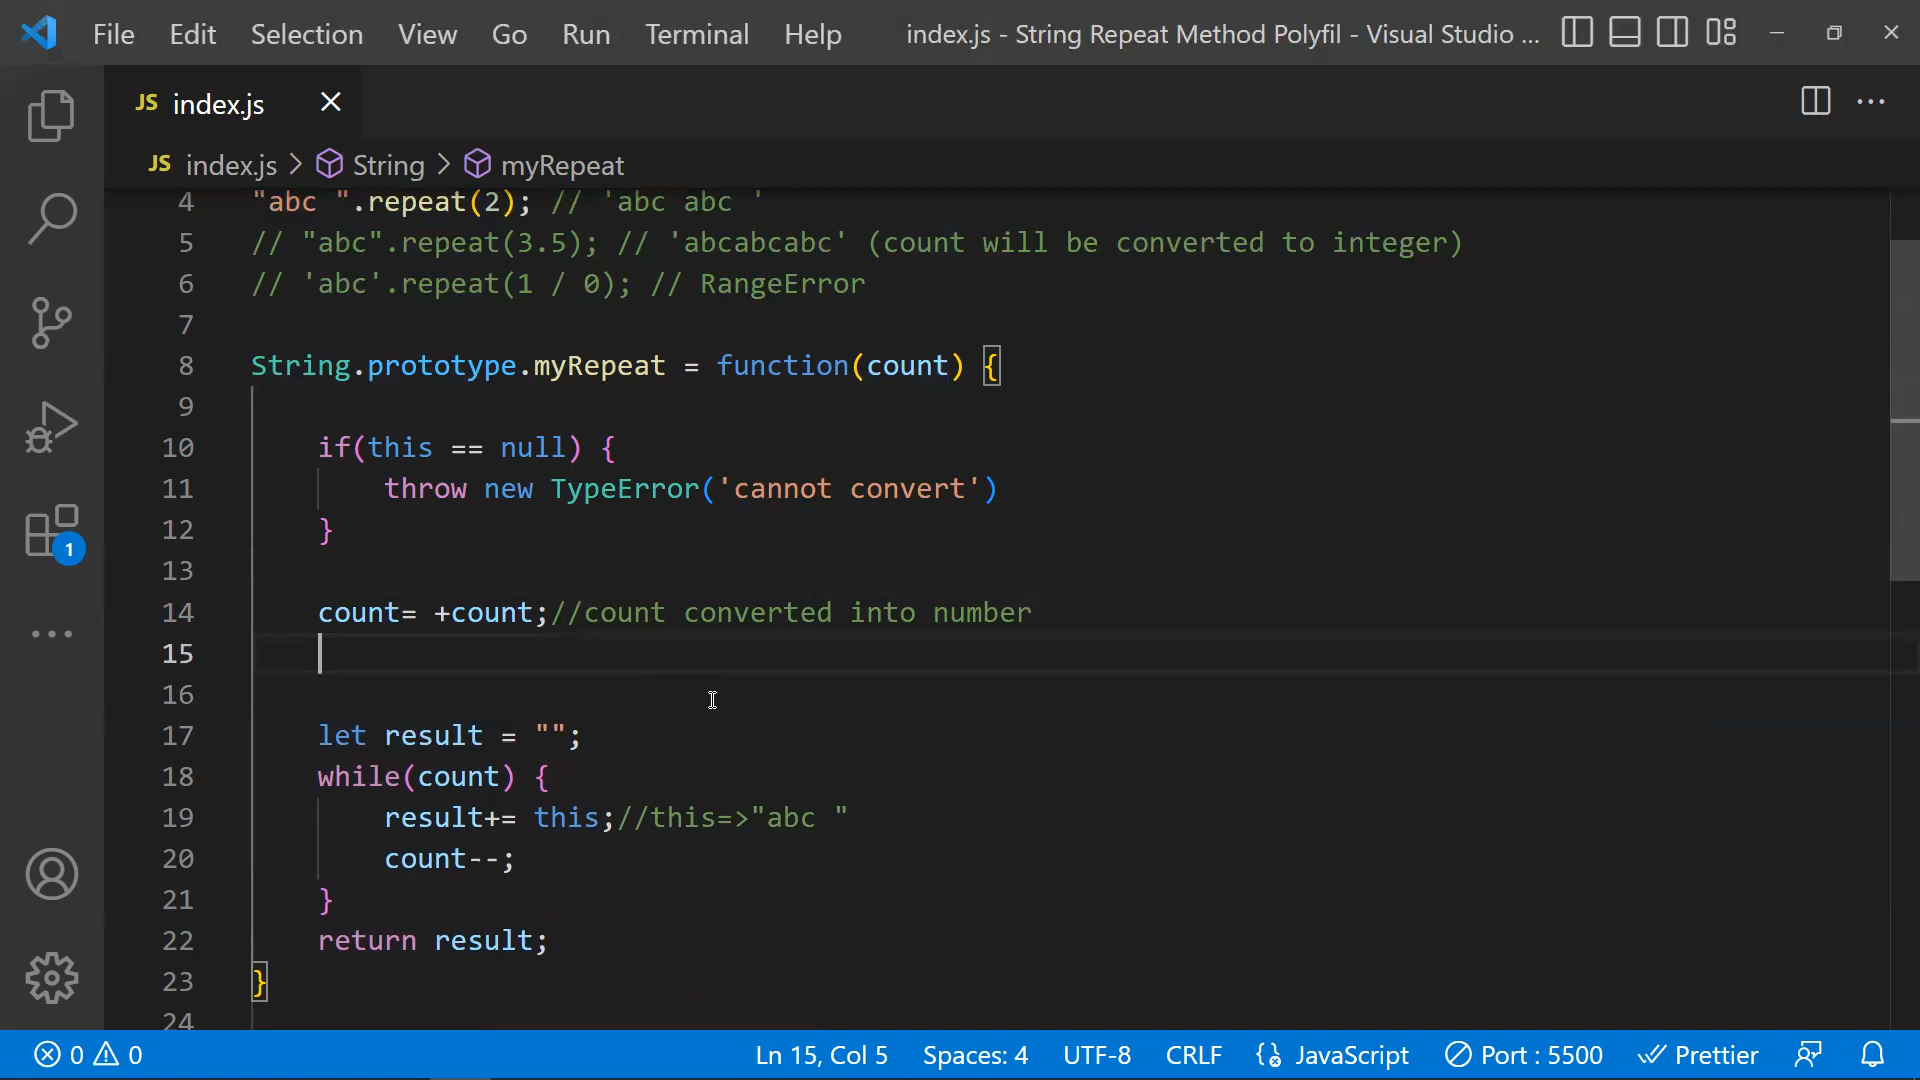 File Edit Selection View Go Run Terminal Help index.js - String Repeat Method Polyfil - Visual Studio ...
JS index.js
JS index.js > String > myRepeat
4 "abc ".repeat(2); // 'abc abc '
5 // "abc".repeat(3.5); // 'abcabcabc' (count will be converted to integer)
6 // 'abc'.repeat(1 / 0); // RangeError
7
8 String.prototype.myRepeat = function(count) {
9
10 if(this == null) {
11 throw new TypeError('cannot convert')
12 }
13
14 count= +count;//count converted into number
15
16
17 let result = "";
18 while(count) {
19 result+= this;//this=>"abc "
20 count--;
21 }
22 return result;
23 }
24
1
0 0 Ln 15, Col 5 Spaces: 4 UTF-8 CRLF JavaScript Port : 5500 Prettier